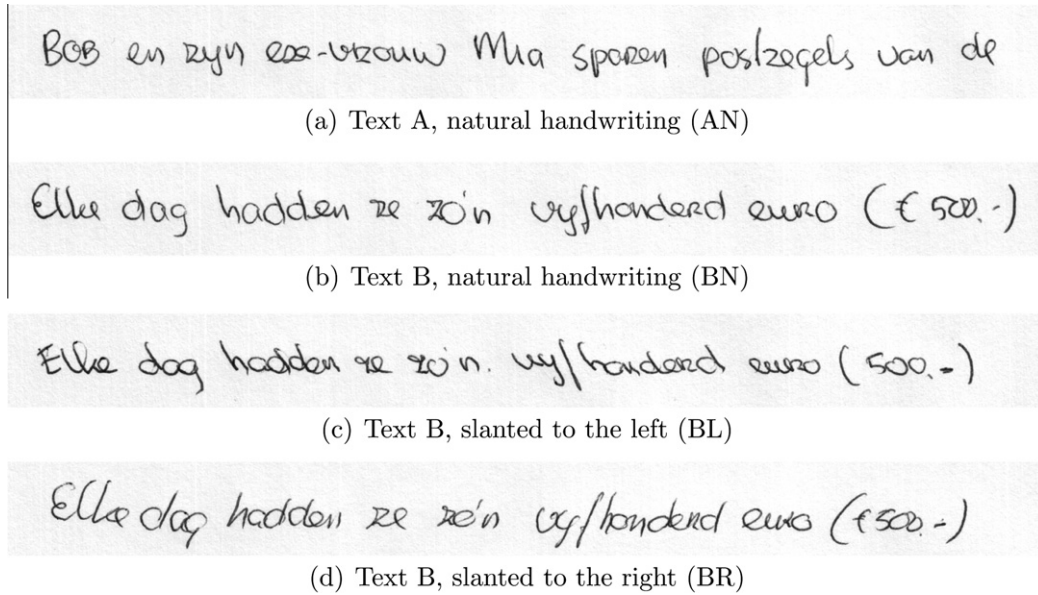 BOB en zijn exe-vrouw Mia sparen postzegels van de
(a) Text A, natural handwriting (AN)
Elke dag hadden ze zo'n vijfhonderd euro (€ 500.-)
(b) Text B, natural handwriting (BN)
Elke dag hadden ze zo'n. vijfhonderd euro (500.-)
(c) Text B, slanted to the left (BL)
Elke dag hadden ze zo'n vijfhonderd euro (€500.-)
(d) Text B, slanted to the right (BR)